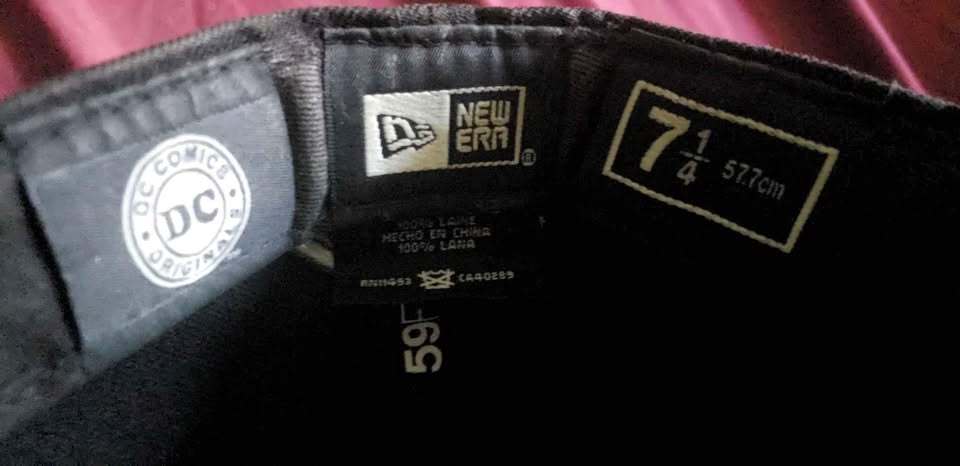 DC COMICS
DC
ORIGINALS
NEW
ERA
®
100% LAINE
HECHO EN CHINA
100% LANA
RN11493 CA40289
59F
7 1/4 57.7cm